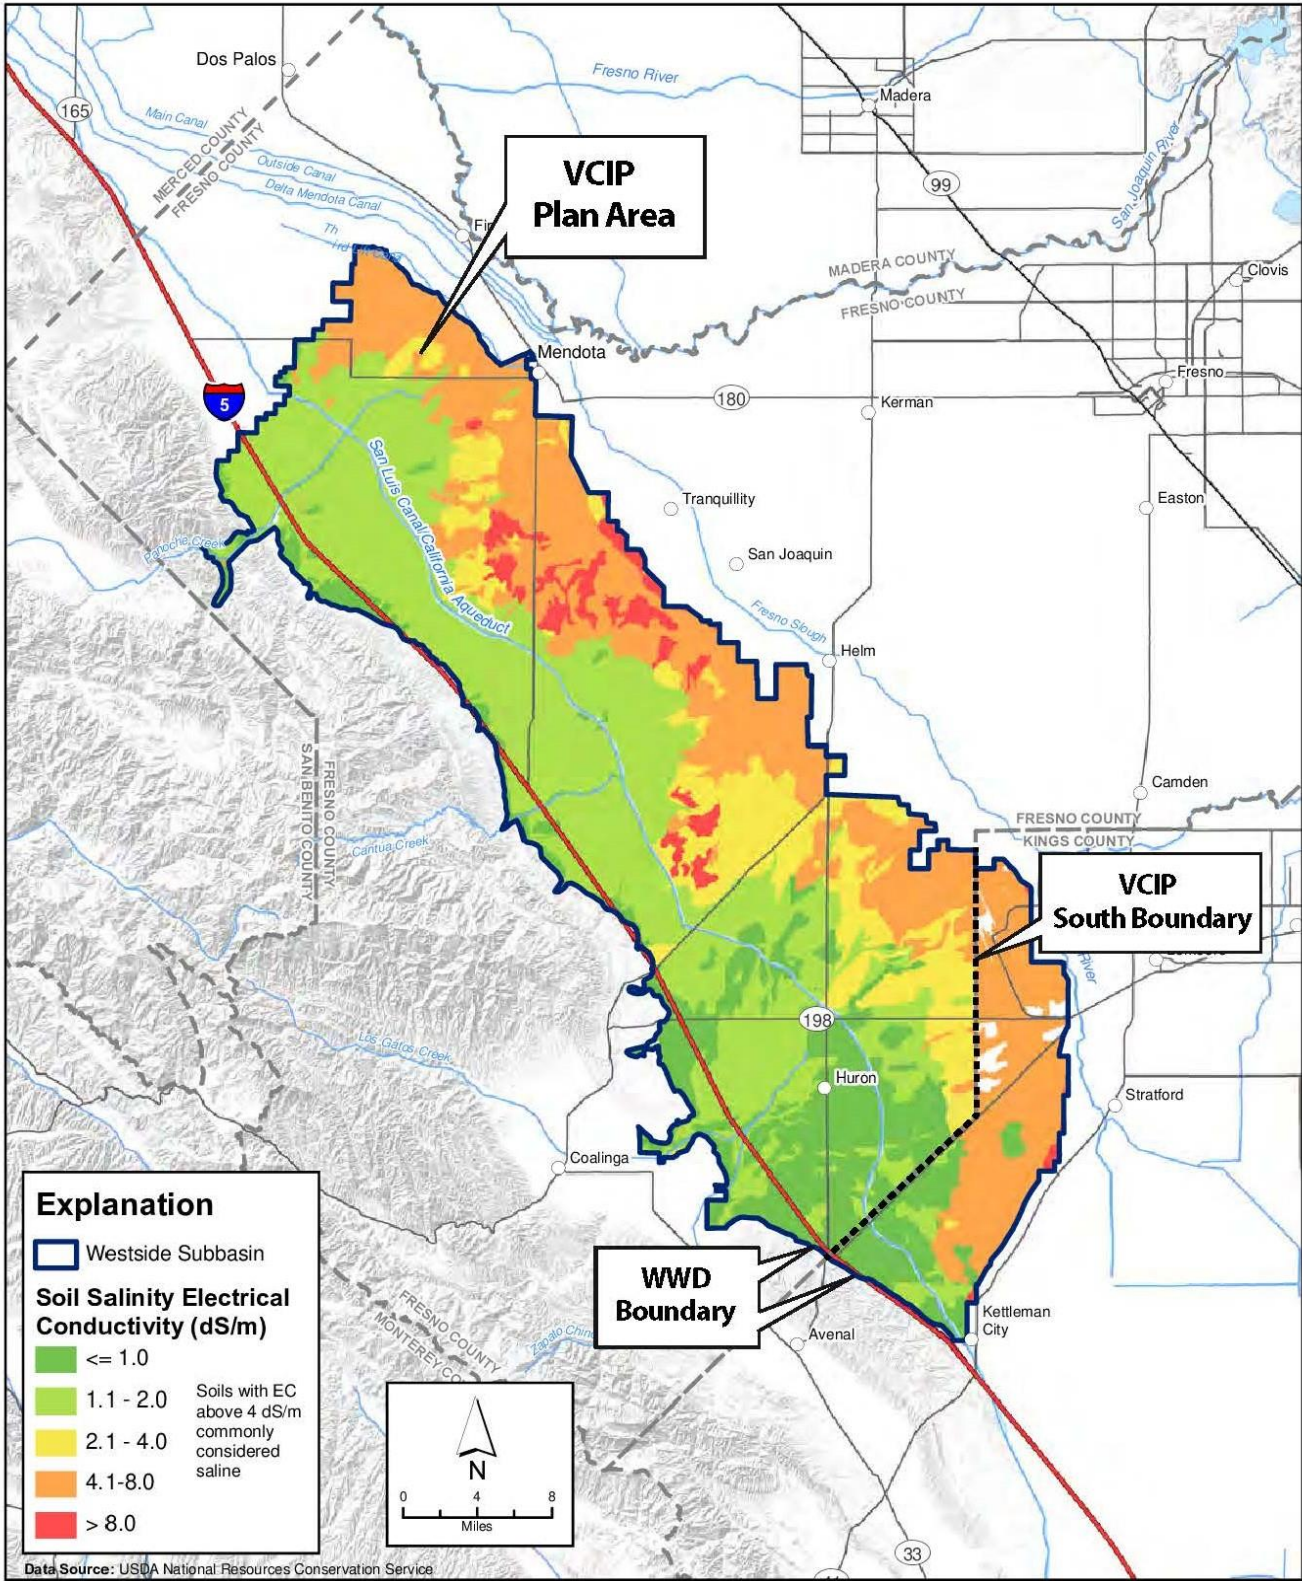 Dos Palos
165
Main Canal
MERCED COUNTY
FRESNO COUNTY
Outside Canal
Delta Mendota Canal
Fresno River
Madera
99
San Joaquin River
VCIP
Plan Area
MADERA COUNTY
FRESNO COUNTY
Clovis
Mendota
5
180
Kerman
Fresno
San Luis Canal/California Aqueduct
Tranquillity
Easton
Panoche Creek
San Joaquin
Fresno Slough
Helm
FRESNO COUNTY
SAN BENITO COUNTY
Camden
FRESNO COUNTY
KINGS COUNTY
Cantua Creek
VCIP
South Boundary
River
198
Los Gatos Creek
Huron
Stratford
Coalinga
WWD
Boundary
Kettleman
City
Avenal
FRESNO COUNTY
MONTEREY CO
33
Explanation
Westside Subbasin
Soil Salinity Electrical
Conductivity (dS/m)
<= 1.0
1.1 - 2.0
2.1 - 4.0
4.1-8.0
> 8.0
Soils with EC
above 4 dS/m
commonly
considered
saline
N
0 4 8
Miles
Data Source: USDA National Resources Conservation Service